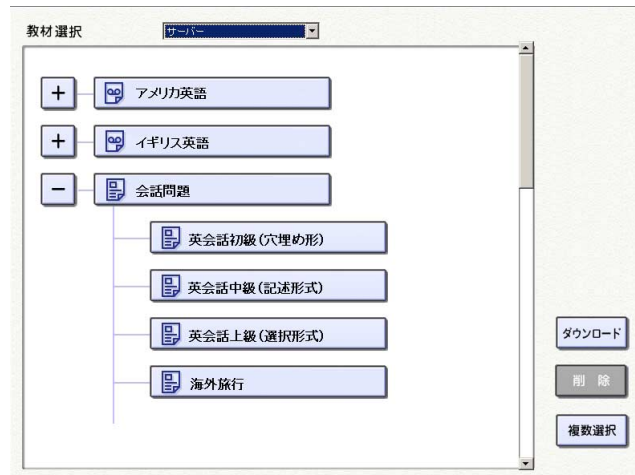 教材選択 サーバー
+ アメリカ英語
+ イギリス英語
− 会話問題
英会話初級(穴埋め形)
英会話中級(記述形式)
英会話上級(選択形式)
海外旅行
ダウンロード
削 除
複数選択